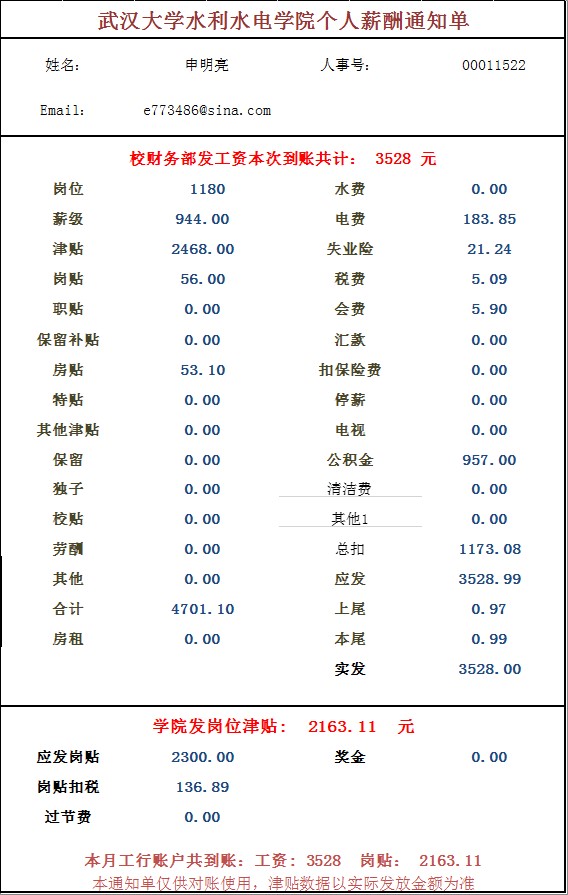 武汉大学水利水电学院个人薪酬通知单
姓名: 申明亮 人事号: 00011522
Email: e773486@sina.com
校财务部发工资本次到账共计: 3528 元
岗位 1180 水费 0.00
薪级 944.00 电费 183.85
津贴 2468.00 失业险 21.24
岗贴 56.00 税费 5.09
职贴 0.00 会费 5.90
保留补贴 0.00 汇款 0.00
房贴 53.10 扣保险费 0.00
特贴 0.00 停薪 0.00
其他津贴 0.00 电视 0.00
保留 0.00 公积金 957.00
独子 0.00 清洁费 0.00
校贴 0.00 其他1 0.00
劳酬 0.00 总扣 1173.08
其他 0.00 应发 3528.99
合计 4701.10 上尾 0.97
房租 0.00 本尾 0.99
实发 3528.00
学院发岗位津贴: 2163.11 元
应发岗贴 2300.00 奖金 0.00
岗贴扣税 136.89
过节费 0.00
本月工行账户共到账:工资: 3528 岗贴: 2163.11
本通知单仅供对账使用，津贴数据以实际发放金额为准